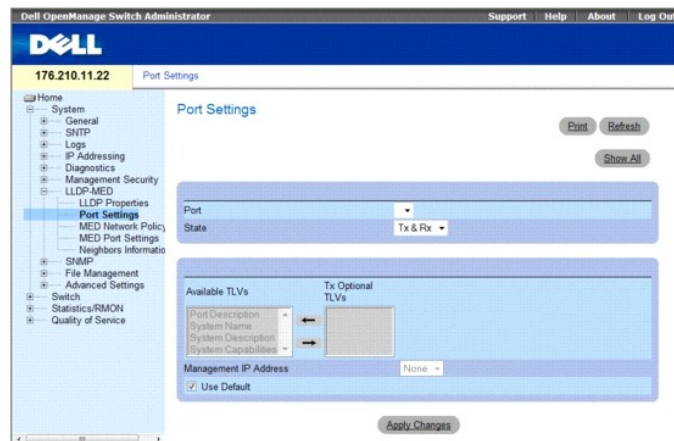 Dell OpenManage Switch Administrator
Support Help About Log Out
DELL
176.210.11.22
Port Settings
Home
System
General
SNTP
Logs
IP Addressing
Diagnostics
Management Security
LLDP-MED
LLDP Properties
Port Settings
MED Network Policy
MED Port Settings
Neighbors Informatio
SNMP
File Management
Advanced Settings
Switch
Statistics/RMON
Quality of Service
Port Settings
Print Refresh
Show All
Port
State Tx & Rx
Available TLVs
Tx Optional
TLVs
Port Description
System Name
System Description
System Capabilities
Management IP Address None
Use Default
Apply Changes